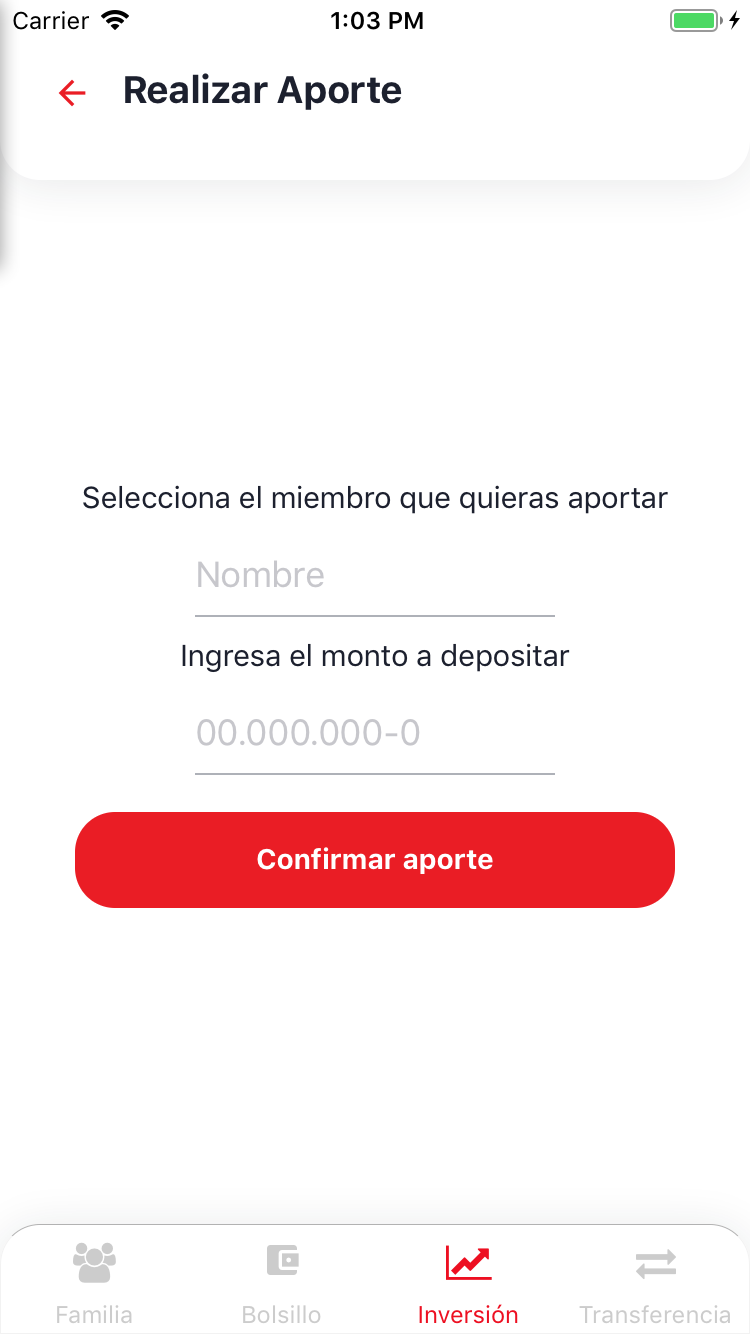 Carrier 1:03 PM
Realizar Aporte
Selecciona el miembro que quieras aportar
Nombre
Ingresa el monto a depositar
00.000.000-0
Confirmar aporte
Familia Bolsillo Inversión Transferencia